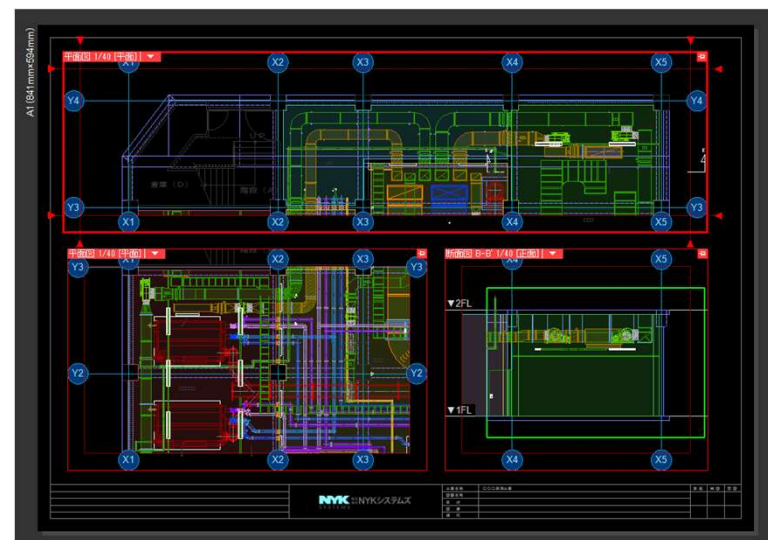 A1 (841mm×594mm)
平面図 1/40 [平面]
X1 X2 X3 X4 X5
Y4
Y3 Y3
倉庫 (D)
X1 X2 X3 X4 X5
平面図 1/40 [平面]
断面図 B-B' 1/40 [正面]
Y3 X2 X3 Y3
X4 X5
▼2FL
Y2 Y2
▼1FL
X1 X2 X3
X4 X5
NYK
SYSTEMS
NYKシステムズ